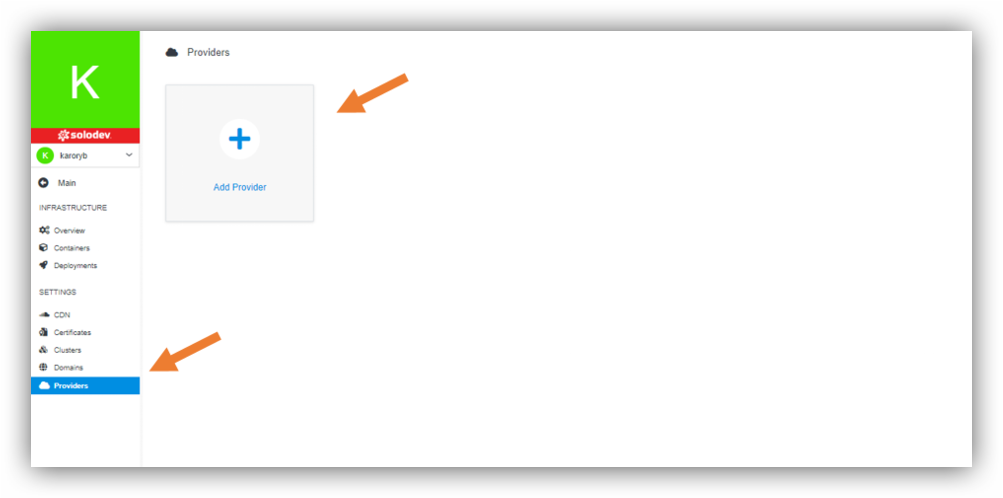 K
solodev
K karoryb
Main
INFRASTRUCTURE
Overview
Containers
Deployments
SETTINGS
CDN
Certificates
Clusters
Domains
Providers
Providers
Add Provider